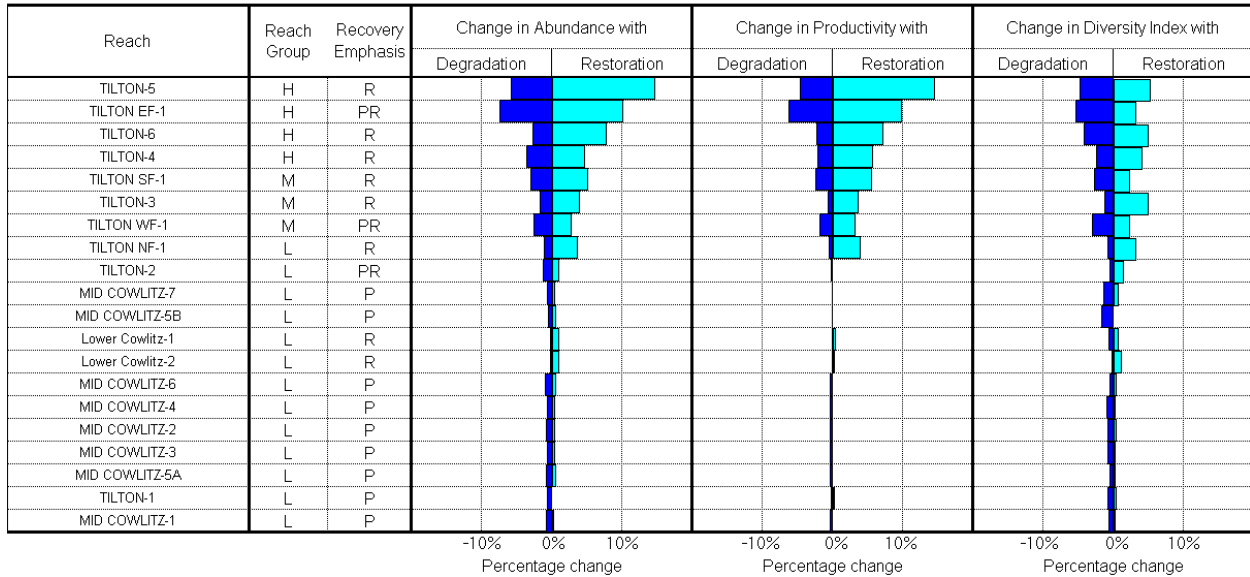 Reach Reach Group Recovery Emphasis Change in Abundance with Change in Productivity with Change in Diversity Index with
Degradation Restoration Degradation Restoration Degradation Restoration
TILTON-5 H R
TILTON EF-1 H PR
TILTON-6 H R
TILTON-4 H R
TILTON SF-1 M R
TILTON-3 M R
TILTON WF-1 M PR
TILTON NF-1 L R
TILTON-2 L PR
MID COWLITZ-7 L P
MID COWLITZ-5B L P
Lower Cowlitz-1 L R
Lower Cowlitz-2 L R
MID COWLITZ-6 L P
MID COWLITZ-4 L P
MID COWLITZ-2 L P
MID COWLITZ-3 L P
MID COWLITZ-5A L P
TILTON-1 L P
MID COWLITZ-1 L P
-10% 0% 10% -10% 0% 10% -10% 0% 10%
Percentage change Percentage change Percentage change